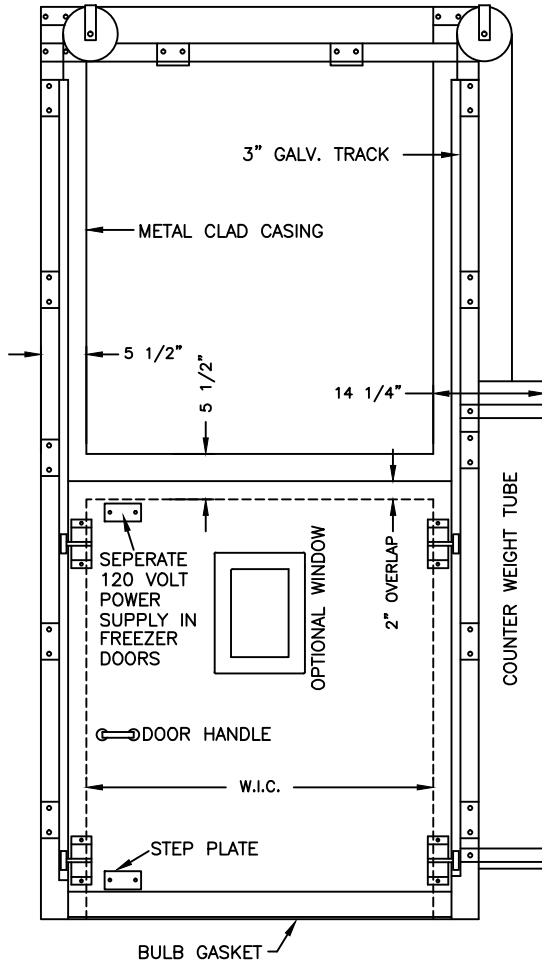 3" GALV. TRACK
METAL CLAD CASING
5 1/2"
5 1/2"
14 1/4"
COUNTER WEIGHT TUBE
SEPERATE
120 VOLT
POWER
SUPPLY IN
FREEZER
DOORS
OPTIONAL WINDOW
2" OVERLAP
DOOR HANDLE
W.I.C.
STEP PLATE
BULB GASKET